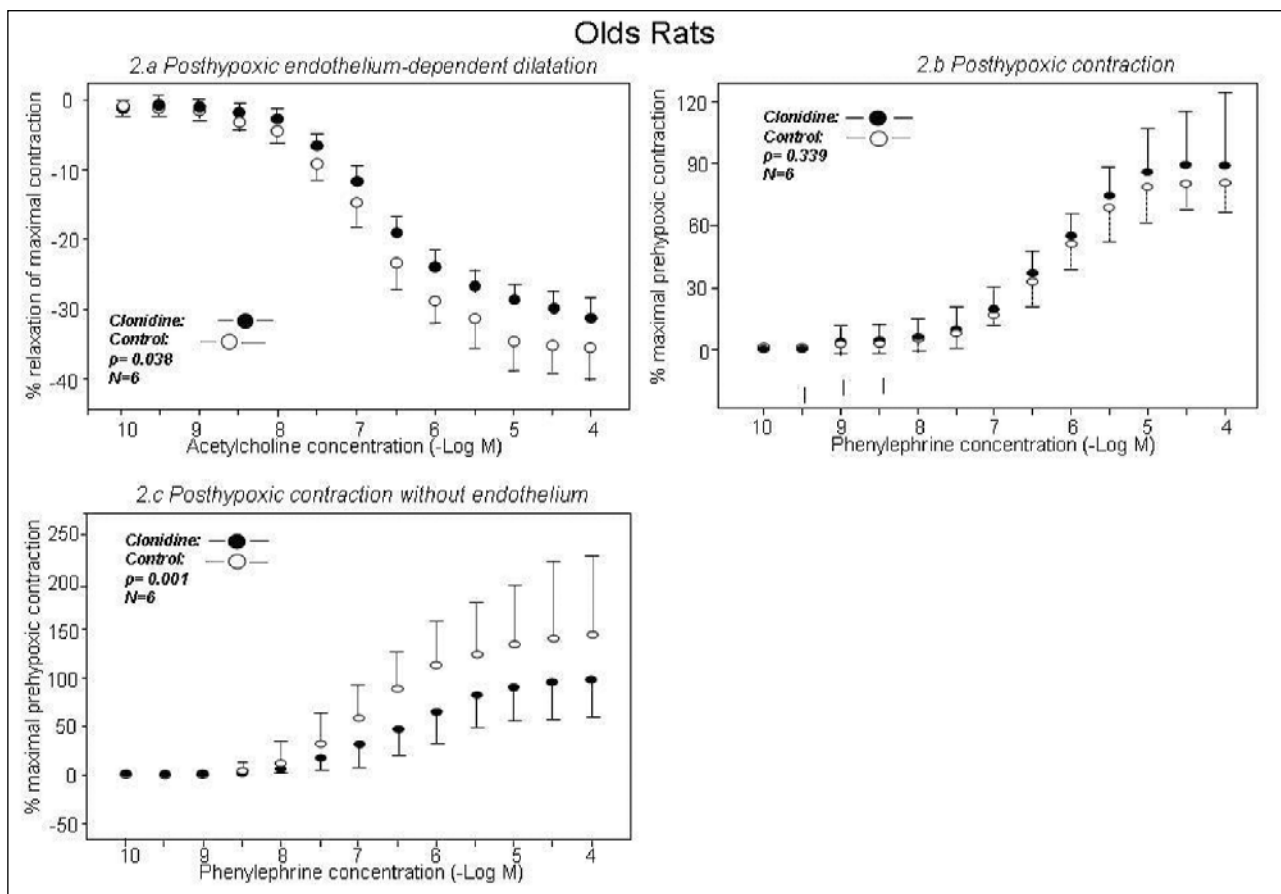 Olds Rats
2.a Posthypoxic endothelium-dependent dilatation
% relaxation of maximal contraction
0
-10
-20
-30
-40
Clonidine:
Control:
ρ= 0.038
N=6
10 9 8 7 6 5 4
Acetylcholine concentration (-Log M)
2.b Posthypoxic contraction
% maximal prehypoxic contraction
120
90
60
30
0
Clonidine:
Control:
ρ= 0.339
N=6
10 9 8 7 6 5 4
Phenylephrine concentration (-Log M)
2.c Posthypoxic contraction without endothelium
% maximal prehypoxic contraction
250
200
150
100
50
0
-50
Clonidine:
Control:
ρ= 0.001
N=6
10 9 8 7 6 5 4
Phenylephrine concentration (-Log M)